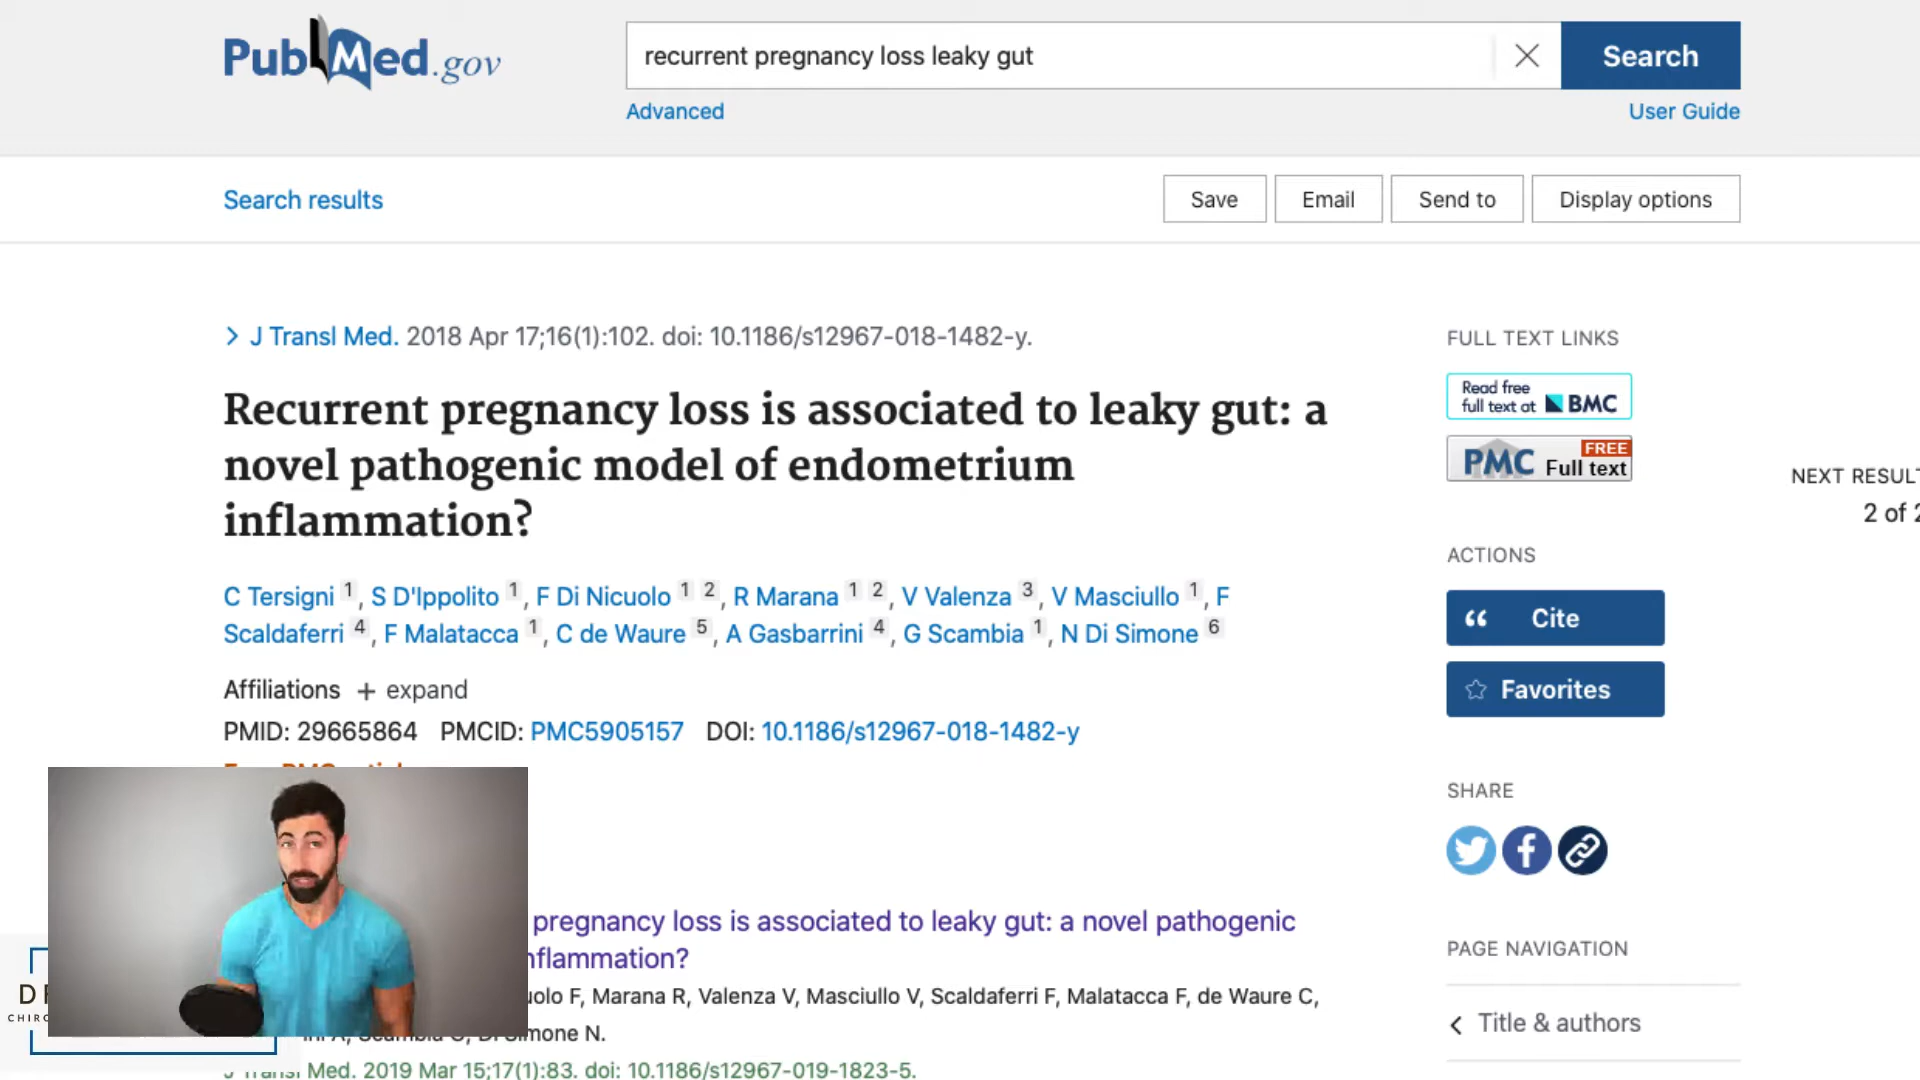 PubMed.gov
recurrent pregnancy loss leaky gut
Search
Advanced
User Guide
Search results
Save
Email
Send to
Display options
J Transl Med. 2018 Apr 17;16(1):102. doi: 10.1186/s12967-018-1482-y.
Recurrent pregnancy loss is associated to leaky gut: a
novel pathogenic model of endometrium
inflammation?
C Tersigni 1, S D'Ippolito 1, F Di Nicuolo 1 2, R Marana 1 2, V Valenza 3, V Masciullo 1, F
Scaldaferri 4, F Malatacca 1, C de Waure 5, A Gasbarrini 4, G Scambia 1, N Di Simone 6
Affiliations + expand
PMID: 29665864 PMCID: PMC5905157 DOI: 10.1186/s12967-018-1482-y
pregnancy loss is associated to leaky gut: a novel pathogenic
nflammation?
uolo F, Marana R, Valenza V, Masciullo V, Scaldaferri F, Malatacca F, de Waure C,
mone N.
J Transl Med. 2019 Mar 15;17(1):83. doi: 10.1186/s12967-019-1823-5.
FULL TEXT LINKS
Read free
full text at BMC
PMC FREE
Full text
NEXT RESULT
2 of 2
ACTIONS
Cite
Favorites
SHARE
PAGE NAVIGATION
Title & authors
D
CHIRO